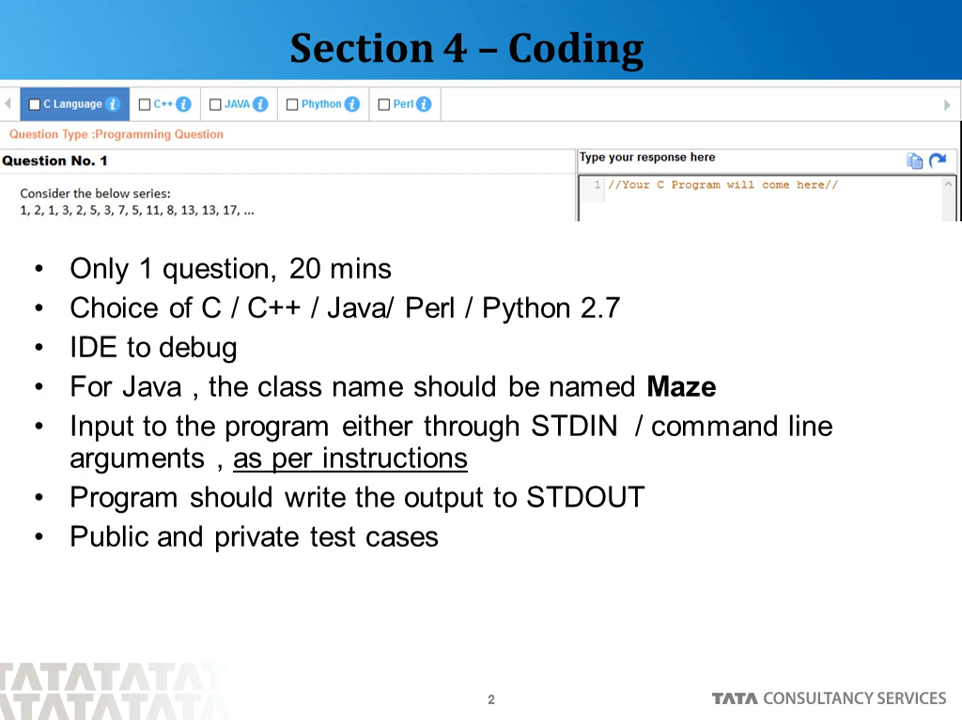 Section 4 – Coding
C Language
C++
JAVA
Phython
Perl
Question Type :Programming Question
Question No. 1
Type your response here
Consider the below series:
1, 2, 1, 3, 2, 5, 3, 7, 5, 11, 8, 13, 13, 17, ...
1 //Your C Program will come here//
• Only 1 question, 20 mins
• Choice of C / C++ / Java/ Perl / Python 2.7
• IDE to debug
• For Java , the class name should be named Maze
• Input to the program either through STDIN / command line
arguments , as per instructions
• Program should write the output to STDOUT
• Public and private test cases
TATATATATA
TATATATATA
2
TATA CONSULTANCY SERVICES